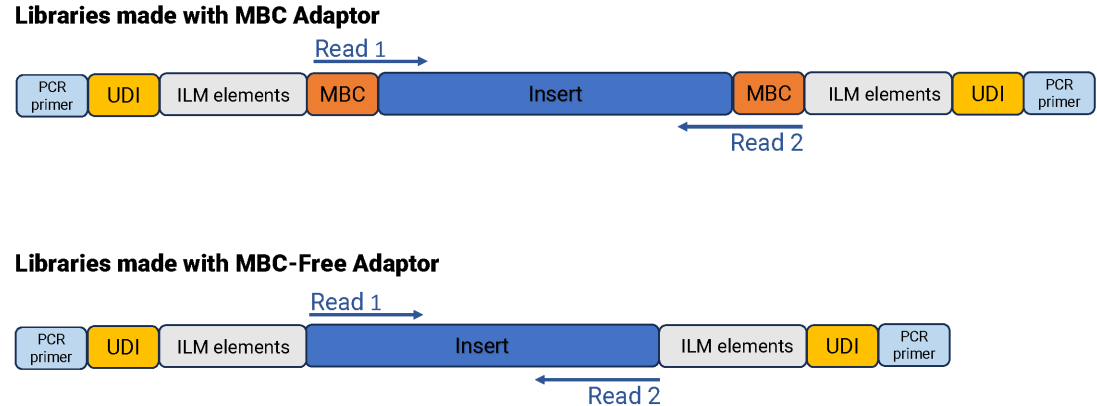 Libraries made with MBC Adaptor
Read 1
PCR primer UDI ILM elements MBC Insert MBC ILM elements UDI PCR primer
Read 2
Libraries made with MBC-Free Adaptor
Read 1
PCR primer UDI ILM elements Insert ILM elements UDI PCR primer
Read 2